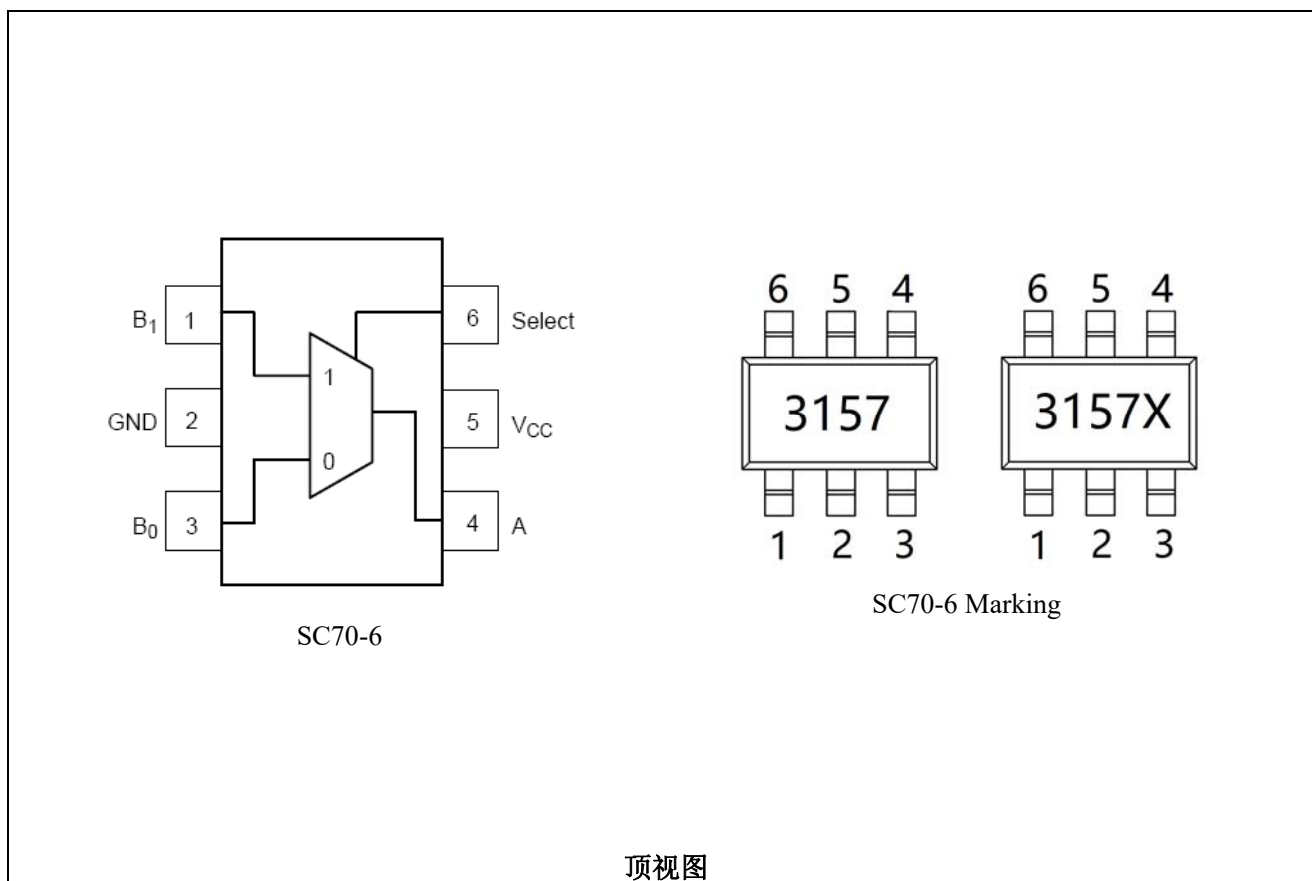 B1 1
GND 2
B0 3
1
0
6 Select
5 VCC
4 A
SC70-6
6 5 4
3157
1 2 3
6 5 4
3157X
1 2 3
SC70-6 Marking
顶视图